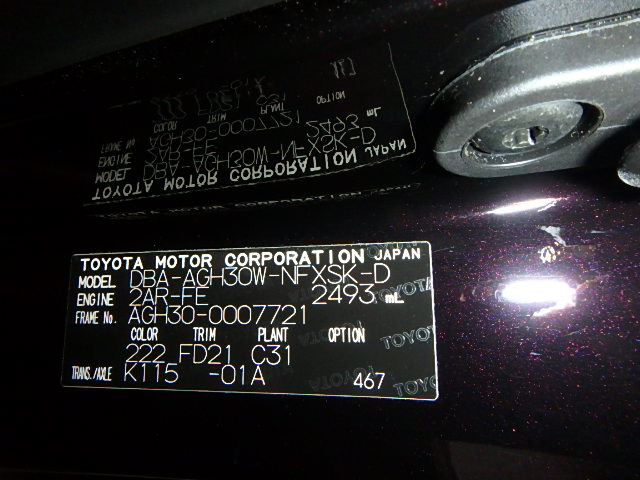 TOYOTA MOTOR CORPORATION JAPAN
MODEL DBA-AGH30W-NFXSK-D
ENGINE 2AR-FE 2493 mL
FRAME No. AGH30-0007721
COLOR TRIM PLANT OPTION
222 FD21 C31
TRANS./AXLE K115 -01A 467